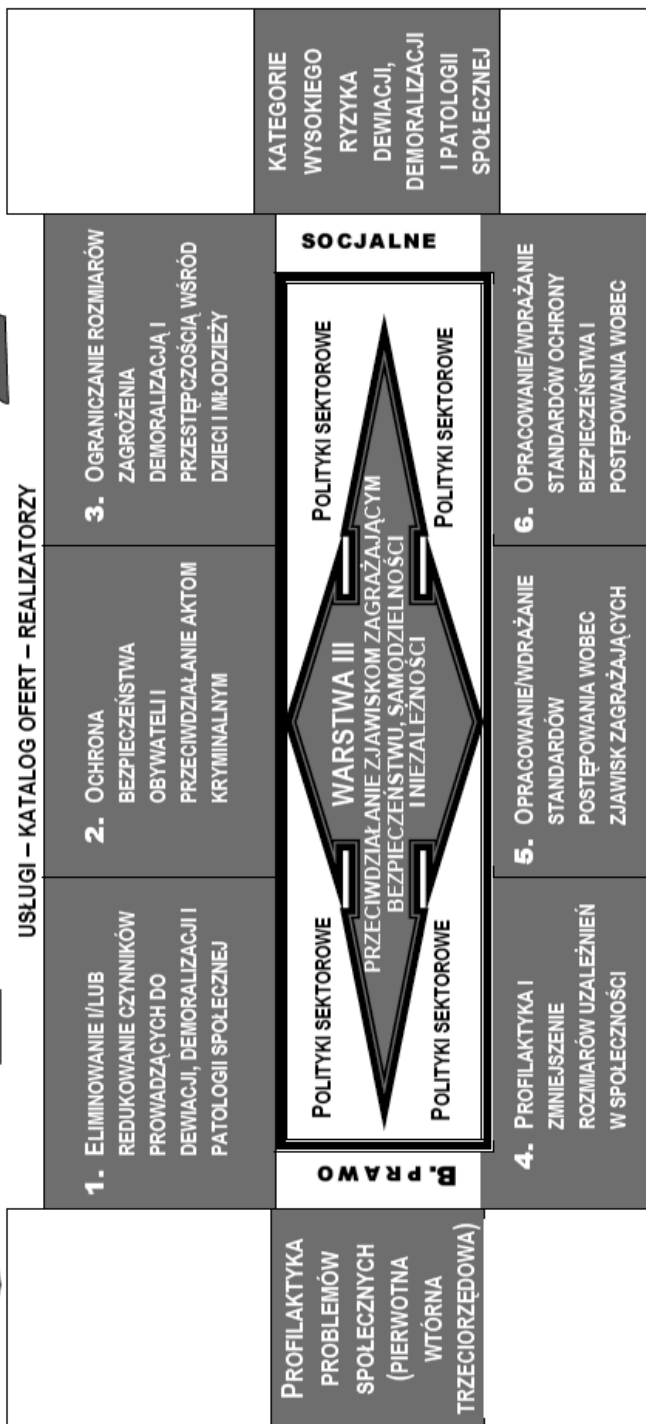 USŁUGI – KATALOG OFERT – REALIZATORZY
1. ELIMINOWANIE I/LUB
REDUKOWANIE CZYNNIKÓW
PROWADZĄCYCH DO
DEWIACJI, DEMORALIZACJI I
PATOLOGII SPOŁECZNEJ
2. OCHRONA
BEZPIECZEŃSTWA
OBYWATELI I
PRZECIWDZIAŁANIE AKTOM
KRYMINALNYM
3. OGRANICZANIE ROZMIARÓW
ZAGROŻENIA
DEMORALIZACJĄ I
PRZESTĘPCZOŚCIĄ WŚRÓD
DZIECI I MŁODZIEŻY
PROFILAKTYKA
PROBLEMÓW
SPOŁECZNYCH
(PIERWOTNA
WTÓRNA
TRZECIORZĘDOWA)
B. PRAWO
POLITYKI SEKTOROWE
POLITYKI SEKTOROWE
WARSTWA III
PRZECIWDZIAŁANIE ZJAWISKOM ZAGRAŻAJĄCYM
BEZPIECZEŃSTWU, SAMODZIELNOŚCI
I NIEZALEŻNOŚCI
POLITYKI SEKTOROWE
POLITYKI SEKTOROWE
SOCJALNE
KATEGORIE
WYSOKIEGO
RYZYKA
DEWIACJI,
DEMORALIZACJI
I PATOLOGII
SPOŁECZNEJ
4. PROFILAKTYKA I
ZMNIEJSZENIE
ROZMIARÓW UZALEŻNIEŃ
W SPOŁECZNOŚCI
5. OPRACOWANIE/WDRAŻANIE
STANDARDÓW
POSTĘPOWANIA WOBEC
ZJAWISK ZAGRAŻAJĄCYCH
6. OPRACOWANIE/WDRAŻANIE
STANDARDÓW OCHRONY
BEZPIECZEŃSTWA I
POSTĘPOWANIA WOBEC